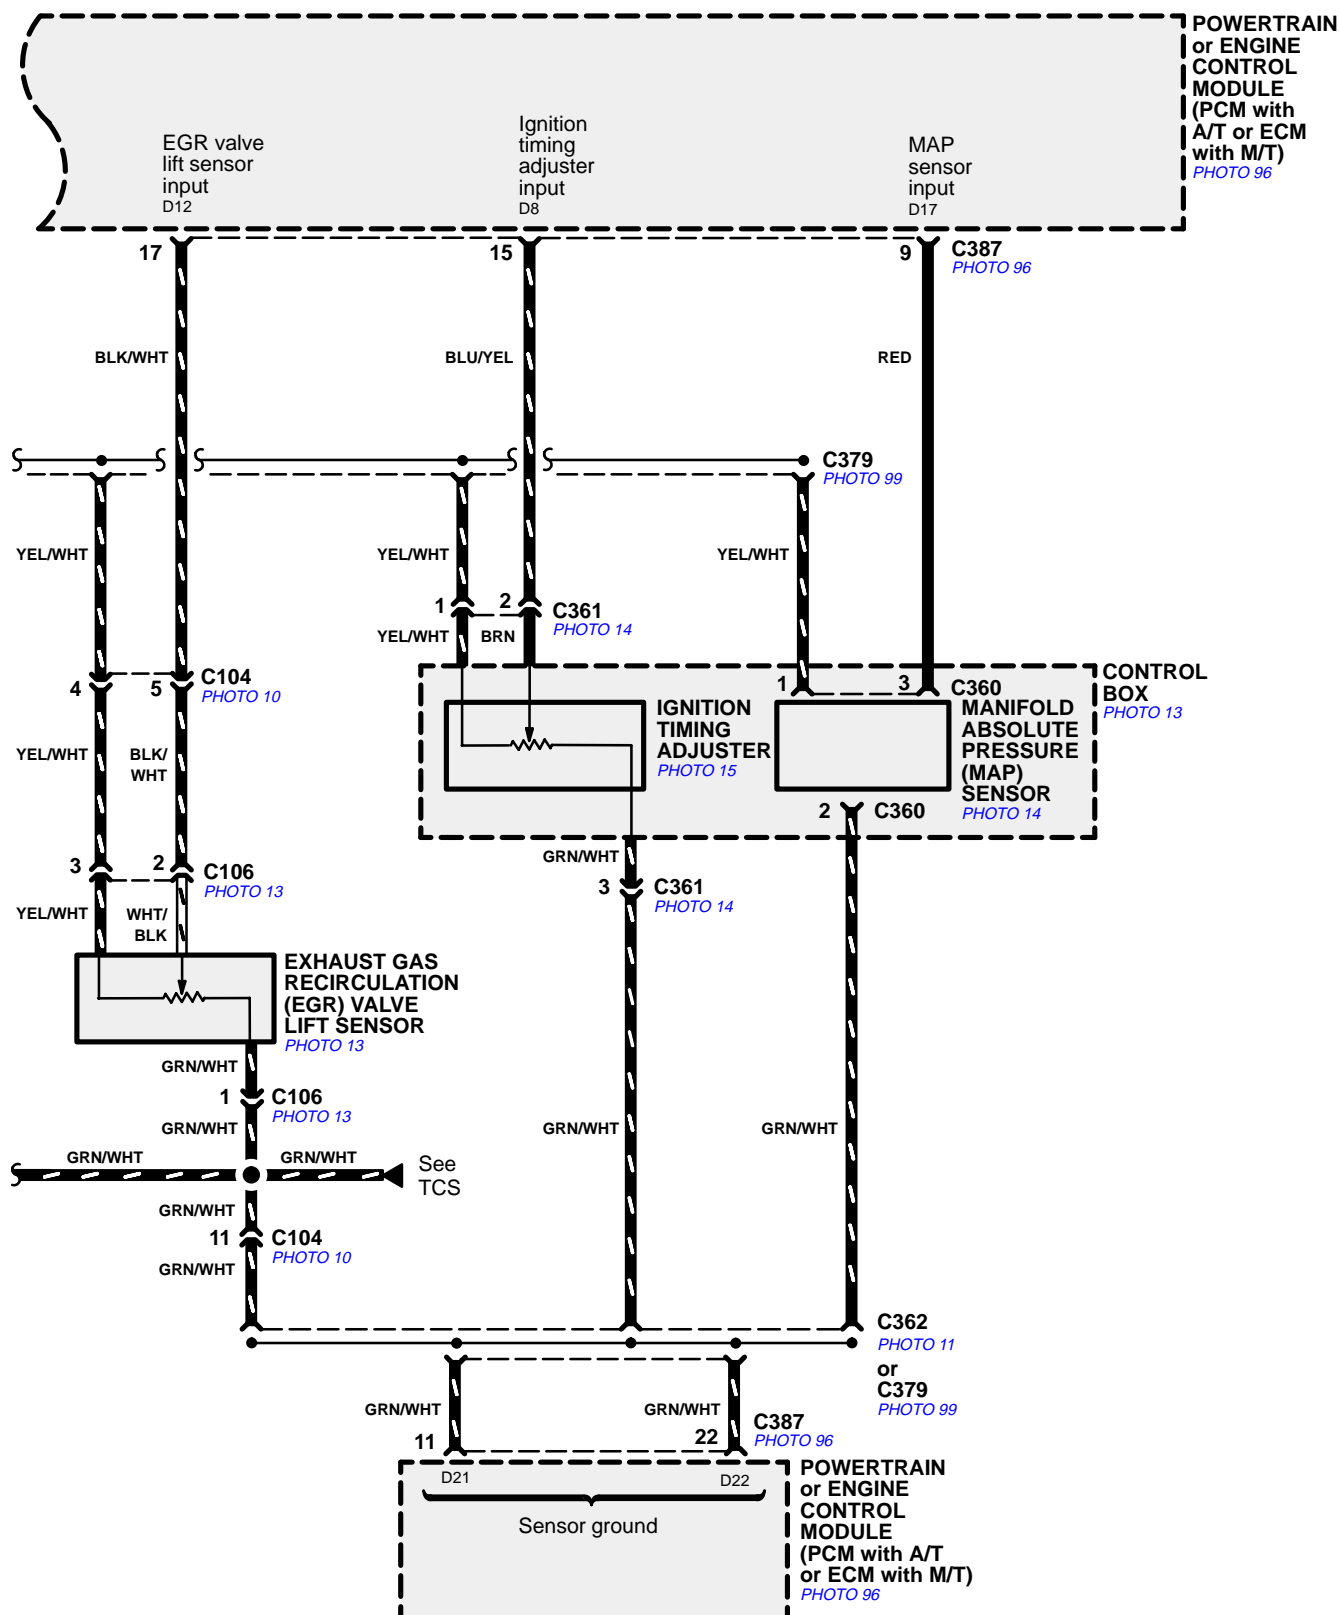 POWERTRAIN
or ENGINE
CONTROL
MODULE
(PCM with
A/T or ECM
with M/T)
PHOTO 96
EGR valve
lift sensor
input
D12
Ignition
timing
adjuster
input
D8
MAP
sensor
input
D17
17
15
9
C387
PHOTO 96
BLK/WHT
BLU/YEL
RED
C379
PHOTO 99
YEL/WHT
YEL/WHT
YEL/WHT
1
2
C361
PHOTO 14
YEL/WHT
BRN
4
5
C104
PHOTO 10
1
3
C360
CONTROL
BOX
PHOTO 13
IGNITION
TIMING
ADJUSTER
PHOTO 15
MANIFOLD
ABSOLUTE
PRESSURE
(MAP)
SENSOR
PHOTO 14
YEL/WHT
BLK/
WHT
2
C360
3
2
C106
PHOTO 13
GRN/WHT
3
C361
PHOTO 14
YEL/WHT
WHT/
BLK
EXHAUST GAS
RECIRCULATION
(EGR) VALVE
LIFT SENSOR
PHOTO 13
GRN/WHT
1
C106
PHOTO 13
GRN/WHT
GRN/WHT
GRN/WHT
GRN/WHT
GRN/WHT
See
TCS
GRN/WHT
11
C104
PHOTO 10
GRN/WHT
C362
PHOTO 11
or
C379
PHOTO 99
GRN/WHT
GRN/WHT
11
22
C387
PHOTO 96
D21
D22
Sensor ground
POWERTRAIN
or ENGINE
CONTROL
MODULE
(PCM with A/T
or ECM with M/T)
PHOTO 96